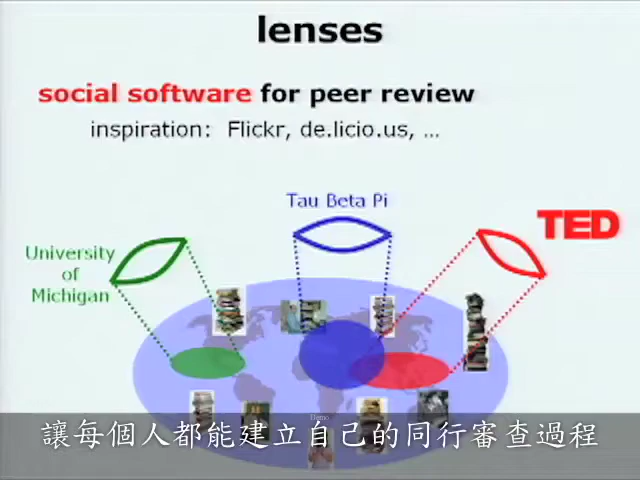 lenses
social software for peer review
inspiration: Flickr, de.licio.us, ...
Tau Beta Pi
TED
University
of
Michigan
Demo
讓每個人都能建立自己的同行審查過程